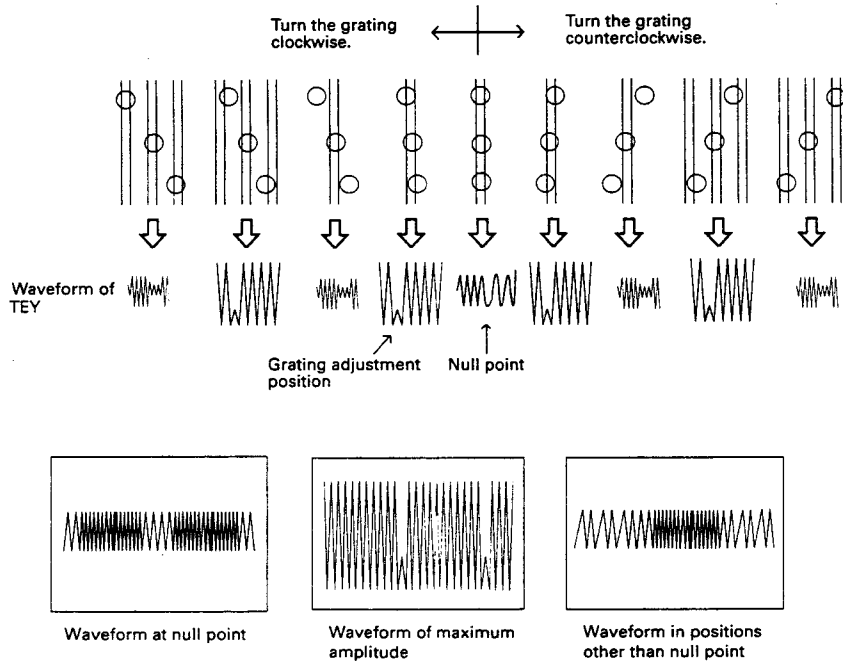 Turn the grating
clockwise.
Turn the grating
counterclockwise.
Waveform of
TEY
Grating adjustment
position
Null point
Waveform at null point
Waveform of maximum
amplitude
Waveform in positions
other than null point